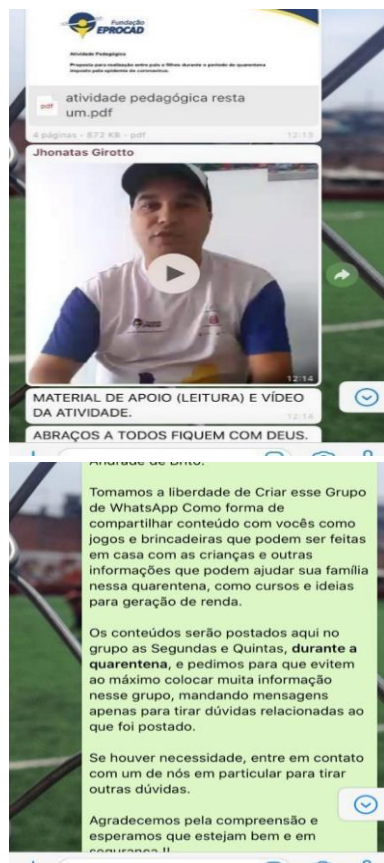 Fundação
EPROCAD
Atividade Pedagógica
Proposta para realização entre pais e filhos durante o período de quarentena
imposto pela epidemia do coronavírus.
pdf
atividade pedagógica resta
um.pdf
4 páginas • 872 KB • pdf
12:13
Jhonatas Girotto
EPROCAD
12:14
MATERIAL DE APOIO (LEITURA) E VÍDEO
DA ATIVIDADE.
12:14
ABRAÇOS A TODOS FIQUEM COM DEUS.
Andrade de Brito.
Tomamos a liberdade de Criar esse Grupo
de WhatsApp Como forma de
compartilhar conteúdo com vocês como
jogos e brincadeiras que podem ser feitas
em casa com as crianças e outras
informações que podem ajudar sua família
nessa quarentena, como cursos e ideias
para geração de renda.
Os conteúdos serão postados aqui no
grupo as Segundas e Quintas, durante a
quarentena, e pedimos para que evitem
ao máximo colocar muita informação
nesse grupo, mandando mensagens
apenas para tirar dúvidas relacionadas ao
que foi postado.
Se houver necessidade, entre em contato
com um de nós em particular para tirar
outras dúvidas.
Agradecemos pela compreensão e
esperamos que estejam bem e em
segurança !!